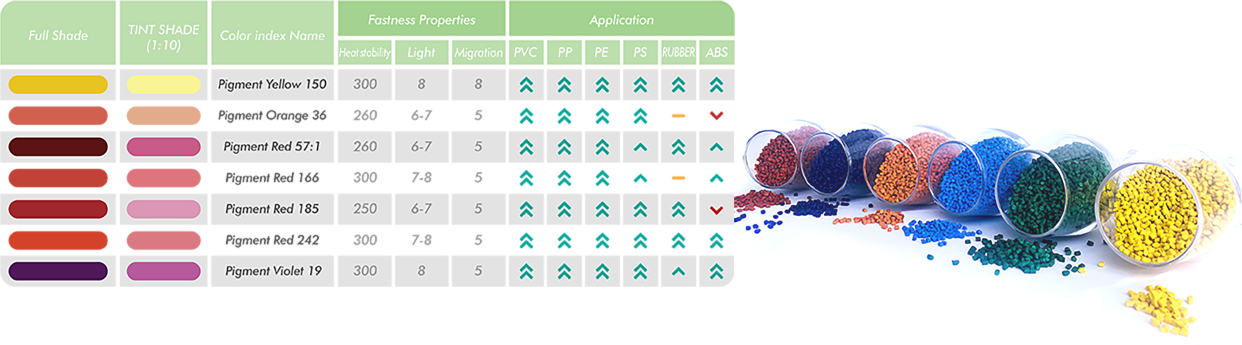 Full Shade TINT SHADE (1:10) Color index Name Fastness Properties Application
Heat stability Light Migration PVC PP PE PS RUBBER ABS
Pigment Yellow 150 300 8 8
Pigment Orange 36 260 6-7 5
Pigment Red 57:1 260 6-7 5
Pigment Red 166 300 7-8 5
Pigment Red 185 250 6-7 5
Pigment Red 242 300 7-8 5
Pigment Violet 19 300 8 5